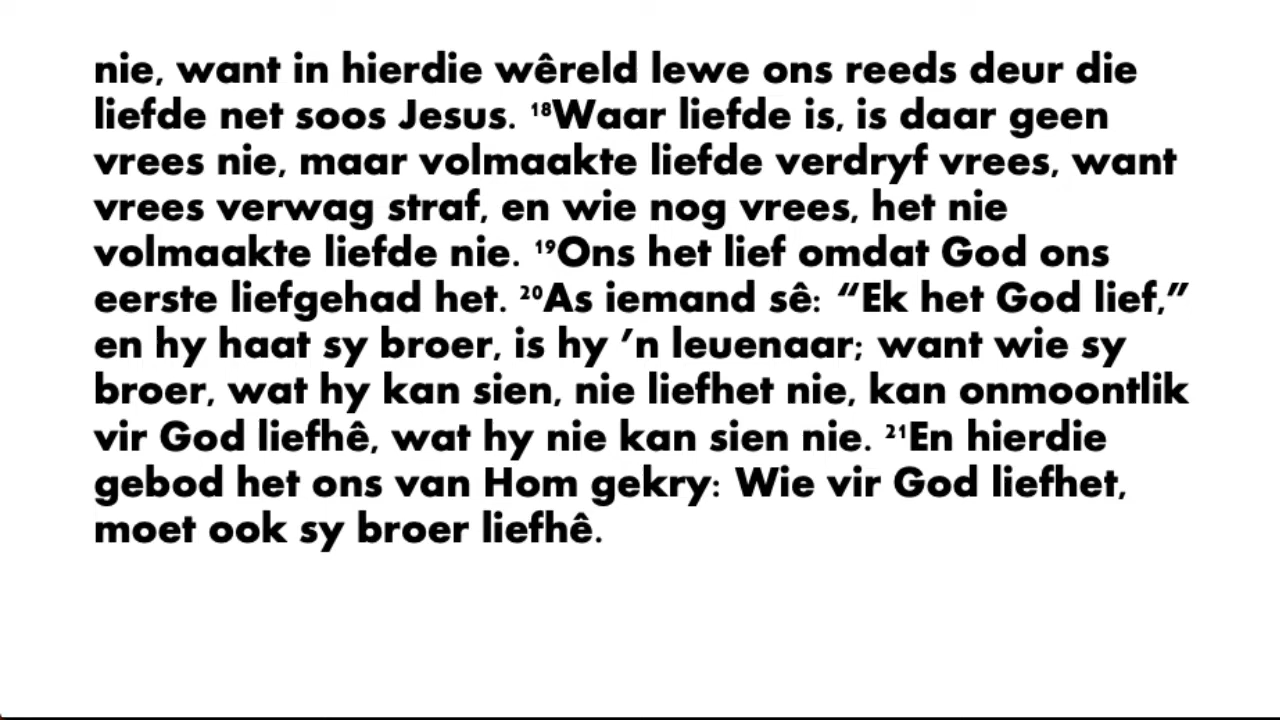 nie, want in hierdie wêreld lewe ons reeds deur die
liefde net soos Jesus. ¹⁸Waar liefde is, is daar geen
vrees nie, maar volmaakte liefde verdryf vrees, want
vrees verwag straf, en wie nog vrees, het nie
volmaakte liefde nie. ¹⁹Ons het lief omdat God ons
eerste liefgehad het. ²⁰As iemand sê: “Ek het God lief,”
en hy haat sy broer, is hy ’n leuenaar; want wie sy
broer, wat hy kan sien, nie liefhet nie, kan onmoontlik
vir God liefhê, wat hy nie kan sien nie. ²¹En hierdie
gebod het ons van Hom gekry: Wie vir God liefhet,
moet ook sy broer liefhê.